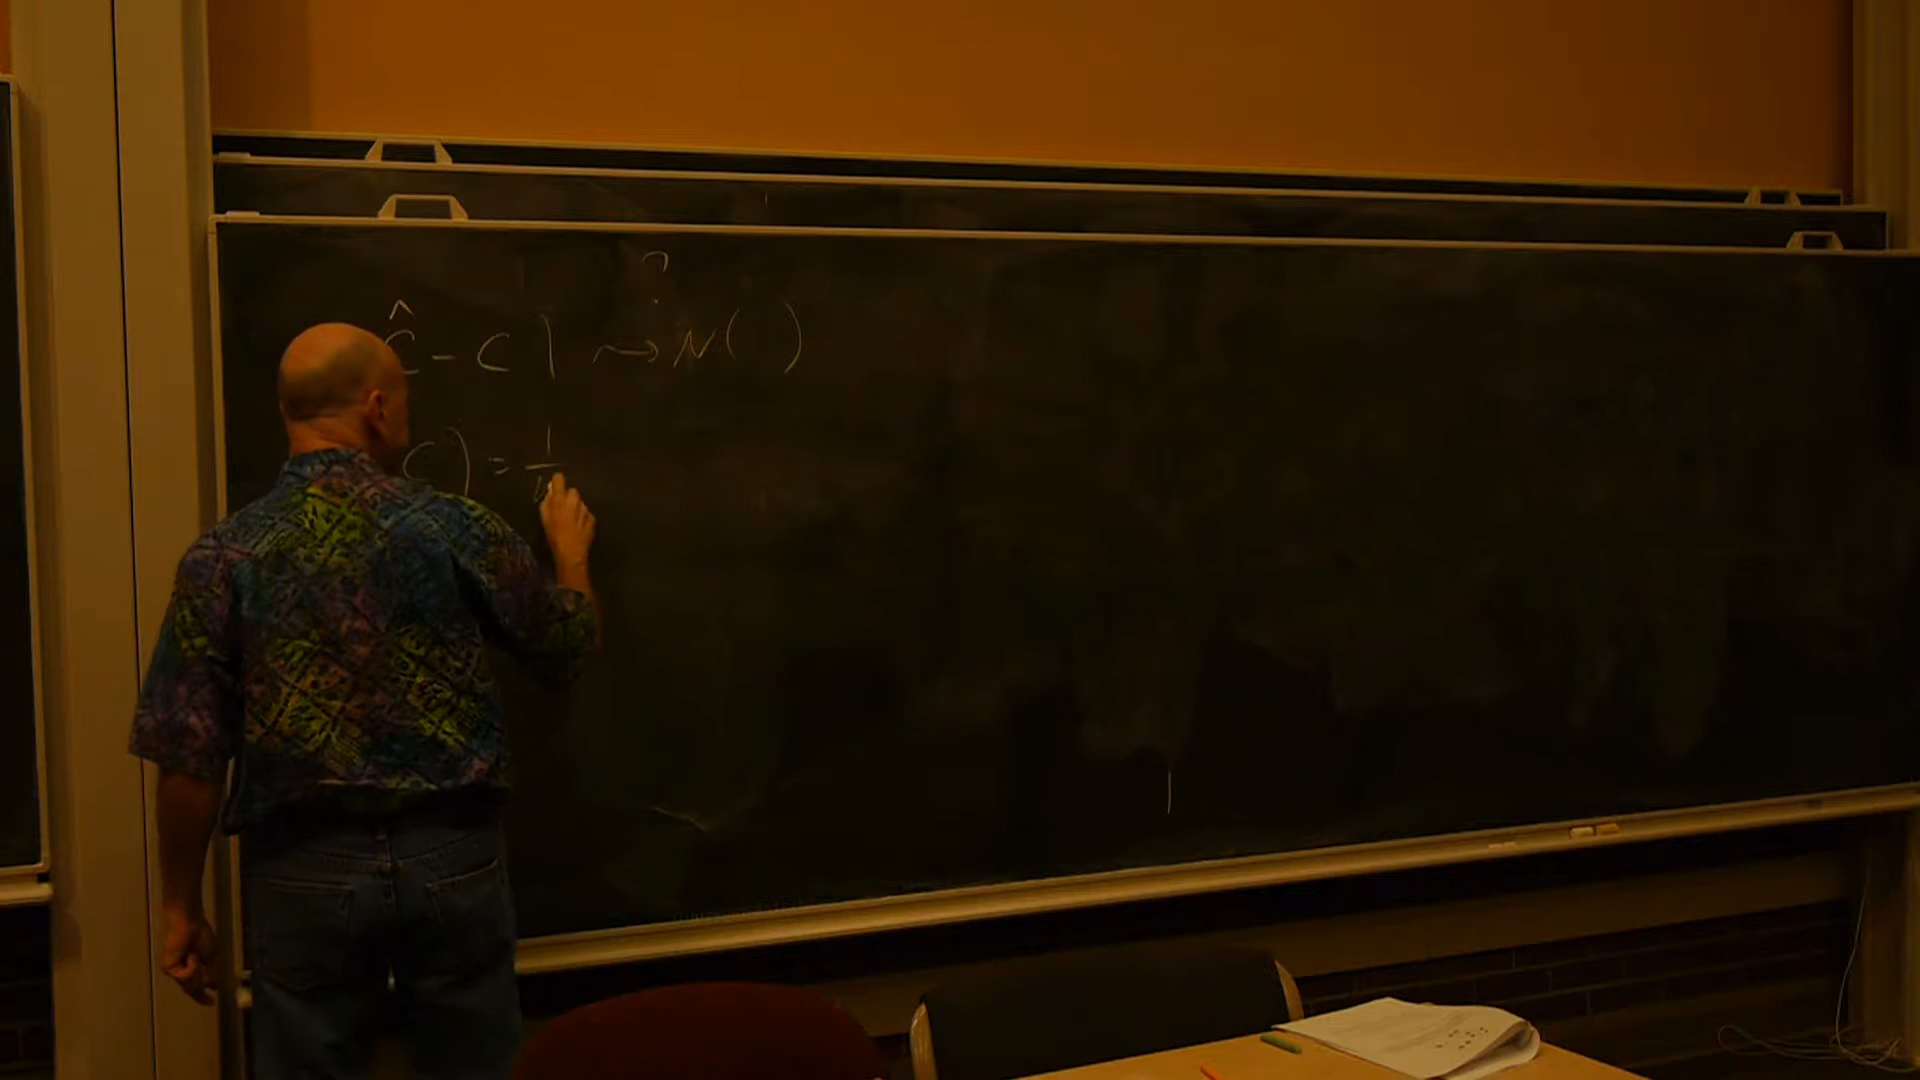 ?
ĉ - c) ⇝ N( )
c) = 1/